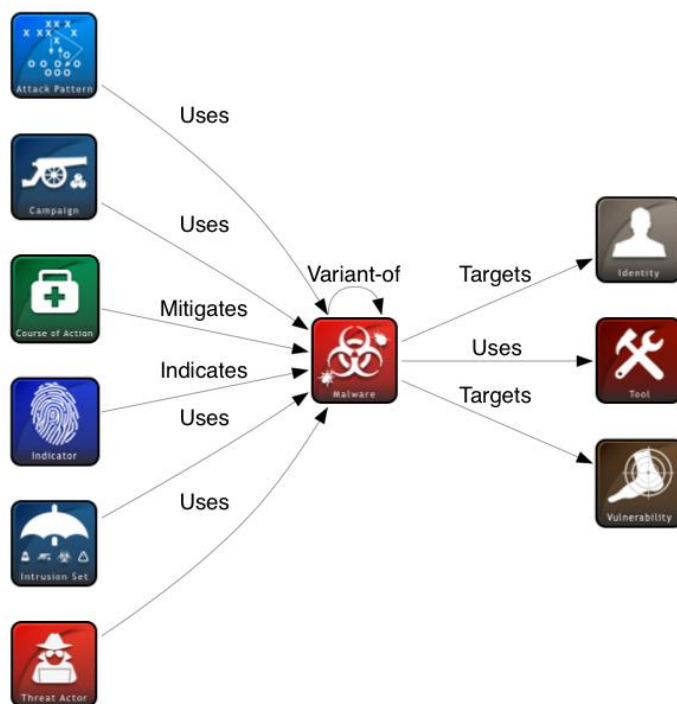 Attack Pattern
Uses
Campaign
Uses
Course of Action
Mitigates
Indicator
Indicates
Intrusion Set
Uses
Threat Actor
Uses
Variant-of
Malware
Targets
Identity
Uses
Tool
Targets
Vulnerability